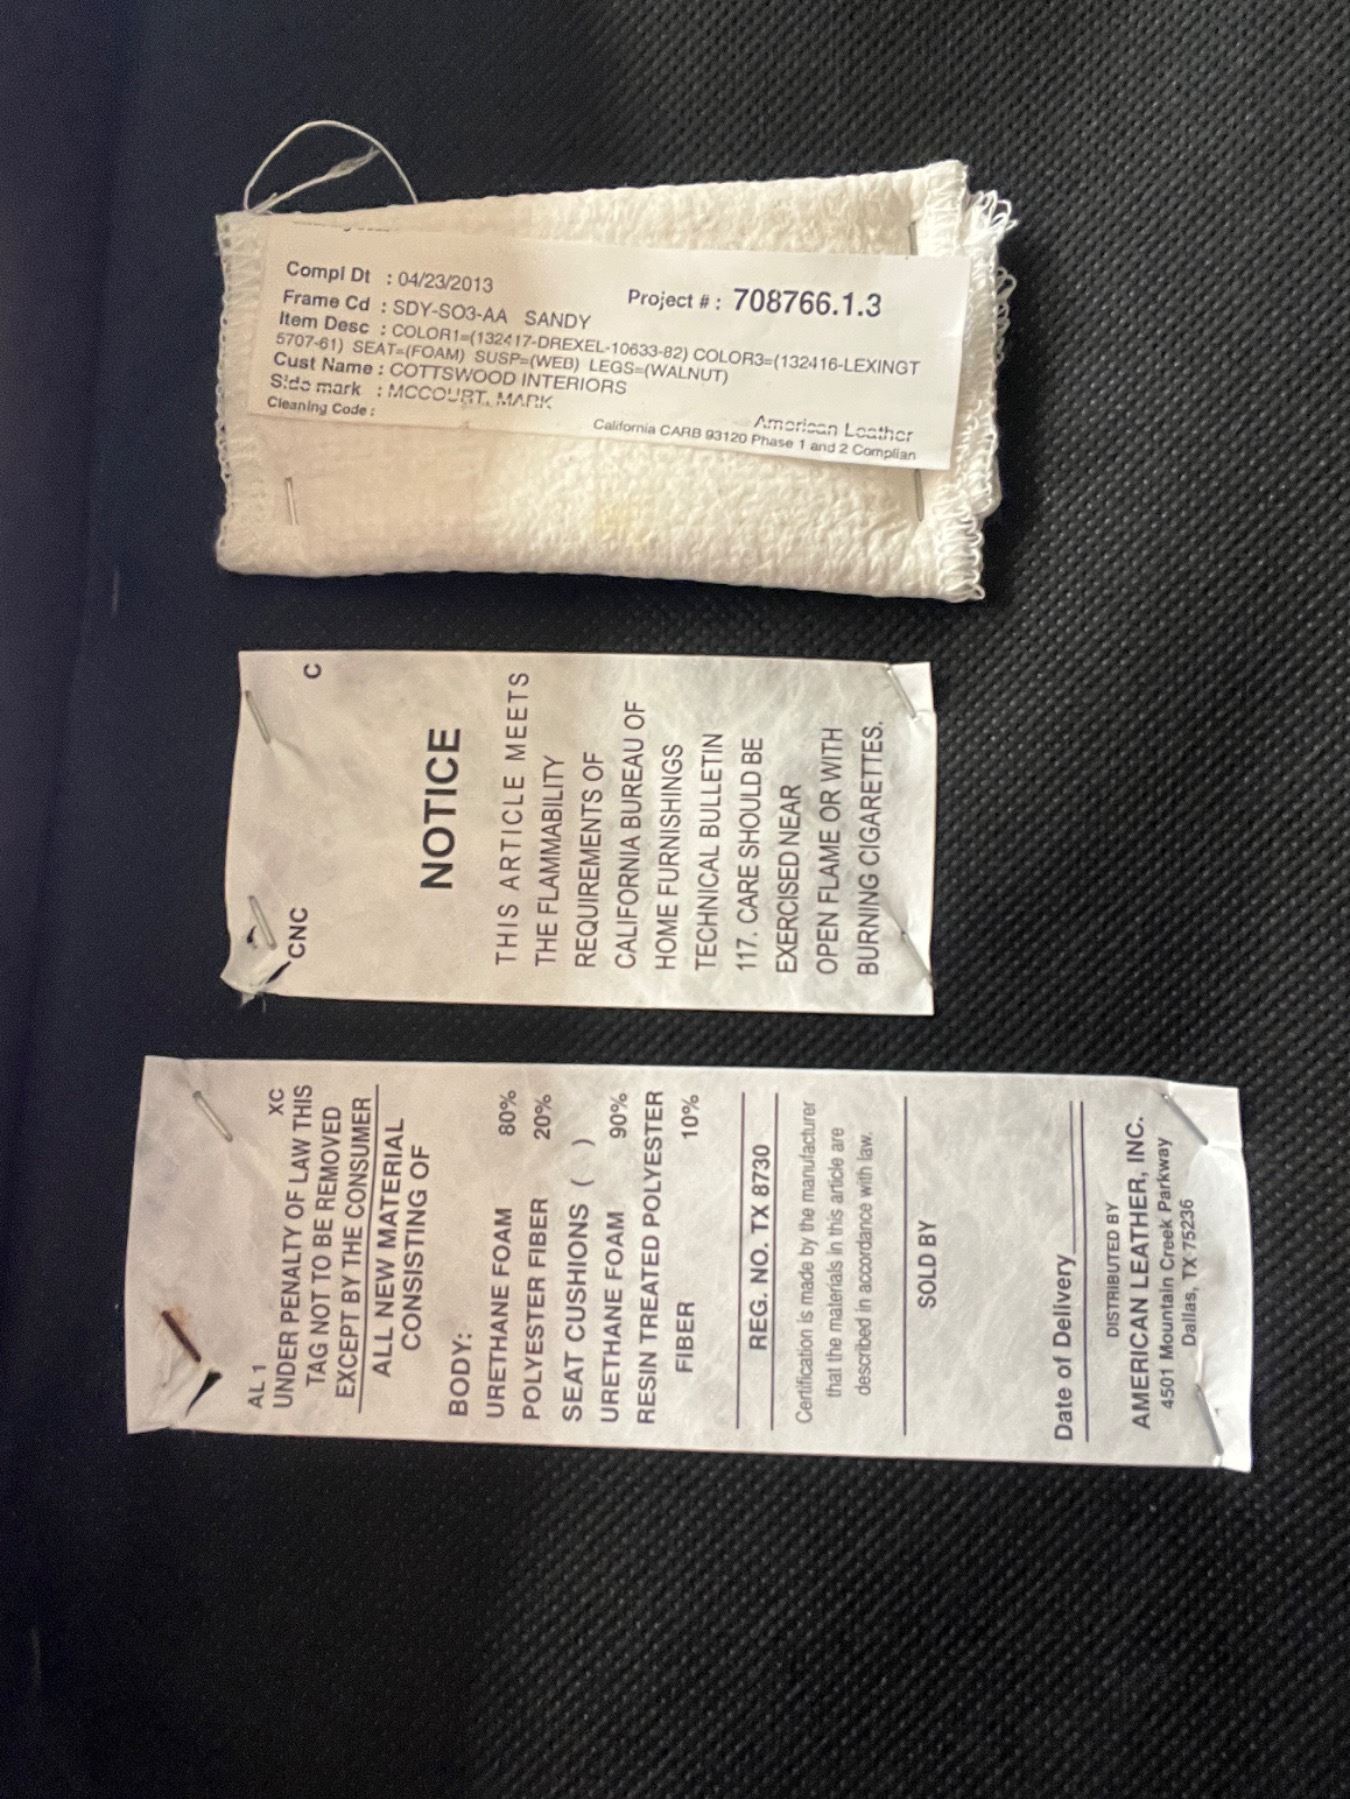 Compl Dt : 04/23/2013
Project # : 708766.1.3
Frame Cd : SDY-SO3-AA SANDY
Item Desc : COLOR1=(132417-DREXEL-10633-82) COLOR3=(132416-LEXINGT
5707-61) SEAT=(FOAM) SUSP=(WEB) LEGS=(WALNUT)
Cust Name : COTTSWOOD INTERIORS
Side mark : MCCOURT, MARK
Cleaning Code :
American Leather
California CARB 93120 Phase 1 and 2 Complian
CNC C
NOTICE
THIS ARTICLE MEETS
THE FLAMMABILITY
REQUIREMENTS OF
CALIFORNIA BUREAU OF
HOME FURNISHINGS
TECHNICAL BULLETIN
117. CARE SHOULD BE
EXERCISED NEAR
OPEN FLAME OR WITH
BURNING CIGARETTES.
AL 1 XC
UNDER PENALTY OF LAW THIS
TAG NOT TO BE REMOVED
EXCEPT BY THE CONSUMER
ALL NEW MATERIAL
CONSISTING OF
BODY:
URETHANE FOAM 80%
POLYESTER FIBER 20%
SEAT CUSHIONS ( )
URETHANE FOAM 90%
RESIN TREATED POLYESTER
FIBER 10%
REG. NO. TX 8730
Certification is made by the manufacturer
that the materials in this article are
described in accordance with law.
SOLD BY
Date of Delivery
DISTRIBUTED BY
AMERICAN LEATHER, INC.
4501 Mountain Creek Parkway
Dallas, TX 75236